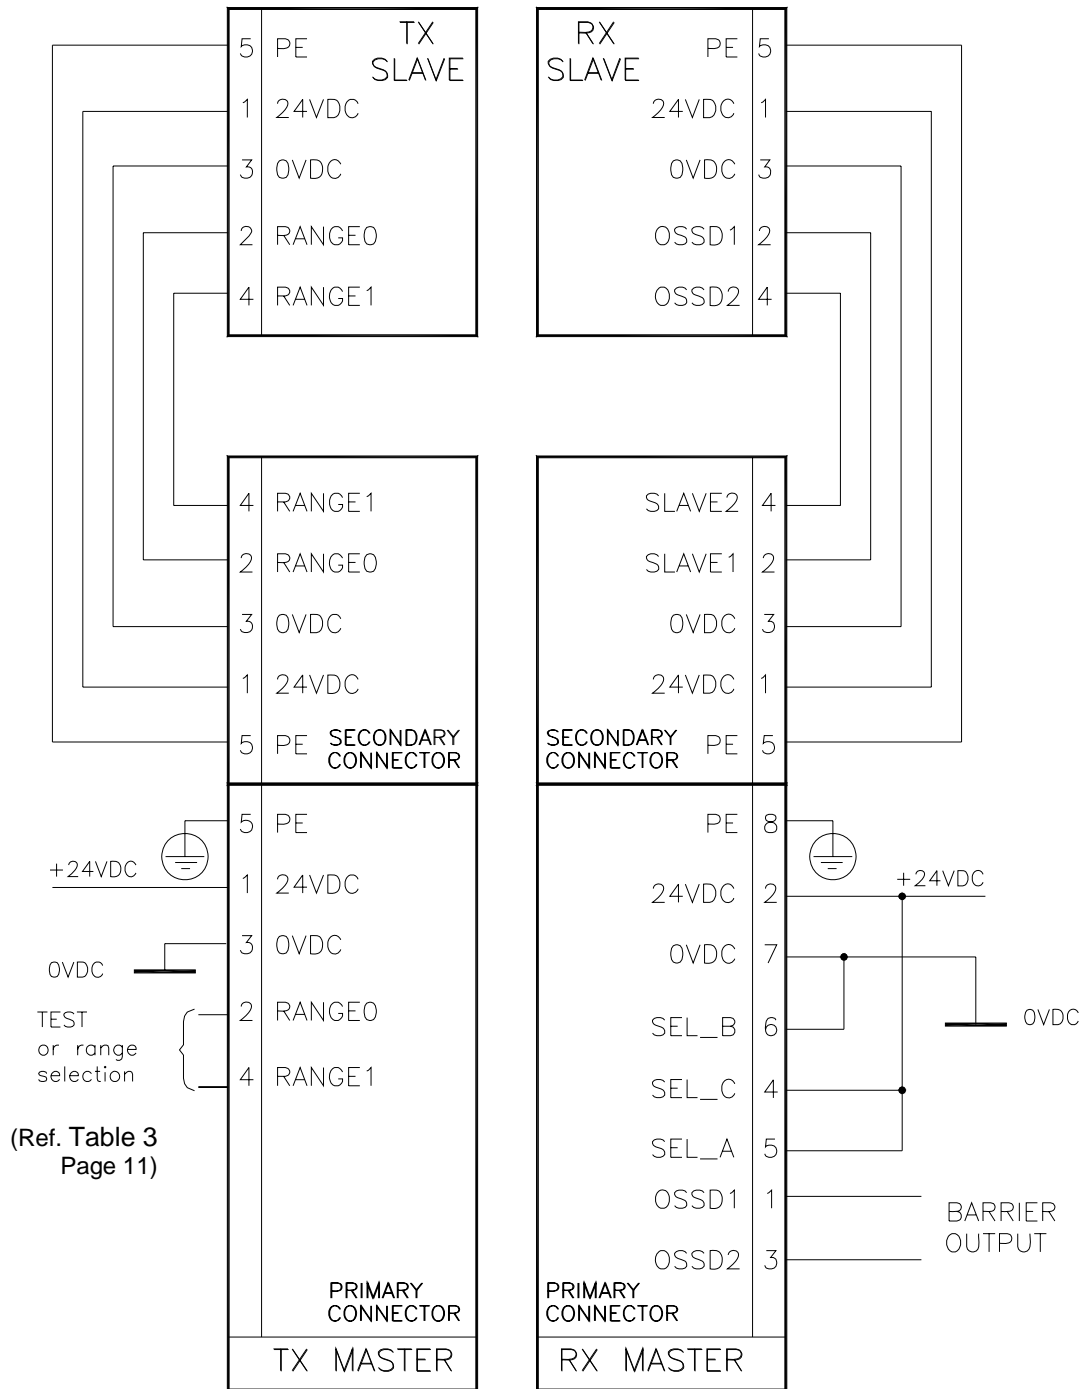 TX
SLAVE
5 PE
1 24VDC
3 0VDC
2 RANGE0
4 RANGE1
RX
SLAVE
PE 5
24VDC 1
0VDC 3
OSSD1 2
OSSD2 4
4 RANGE1
2 RANGE0
3 0VDC
1 24VDC
5 PE
SECONDARY
CONNECTOR
SLAVE2 4
SLAVE1 2
0VDC 3
24VDC 1
PE 5
SECONDARY
CONNECTOR
5 PE
+24VDC
1 24VDC
3 0VDC
0VDC
2 RANGE0
TEST
or range
selection
4 RANGE1
(Ref. Table 3
Page 11)
PRIMARY
CONNECTOR
TX MASTER
PE 8
24VDC 2
+24VDC
0VDC 7
0VDC
SEL_B 6
SEL_C 4
SEL_A 5
OSSD1 1
OSSD2 3
BARRIER
OUTPUT
PRIMARY
CONNECTOR
RX MASTER